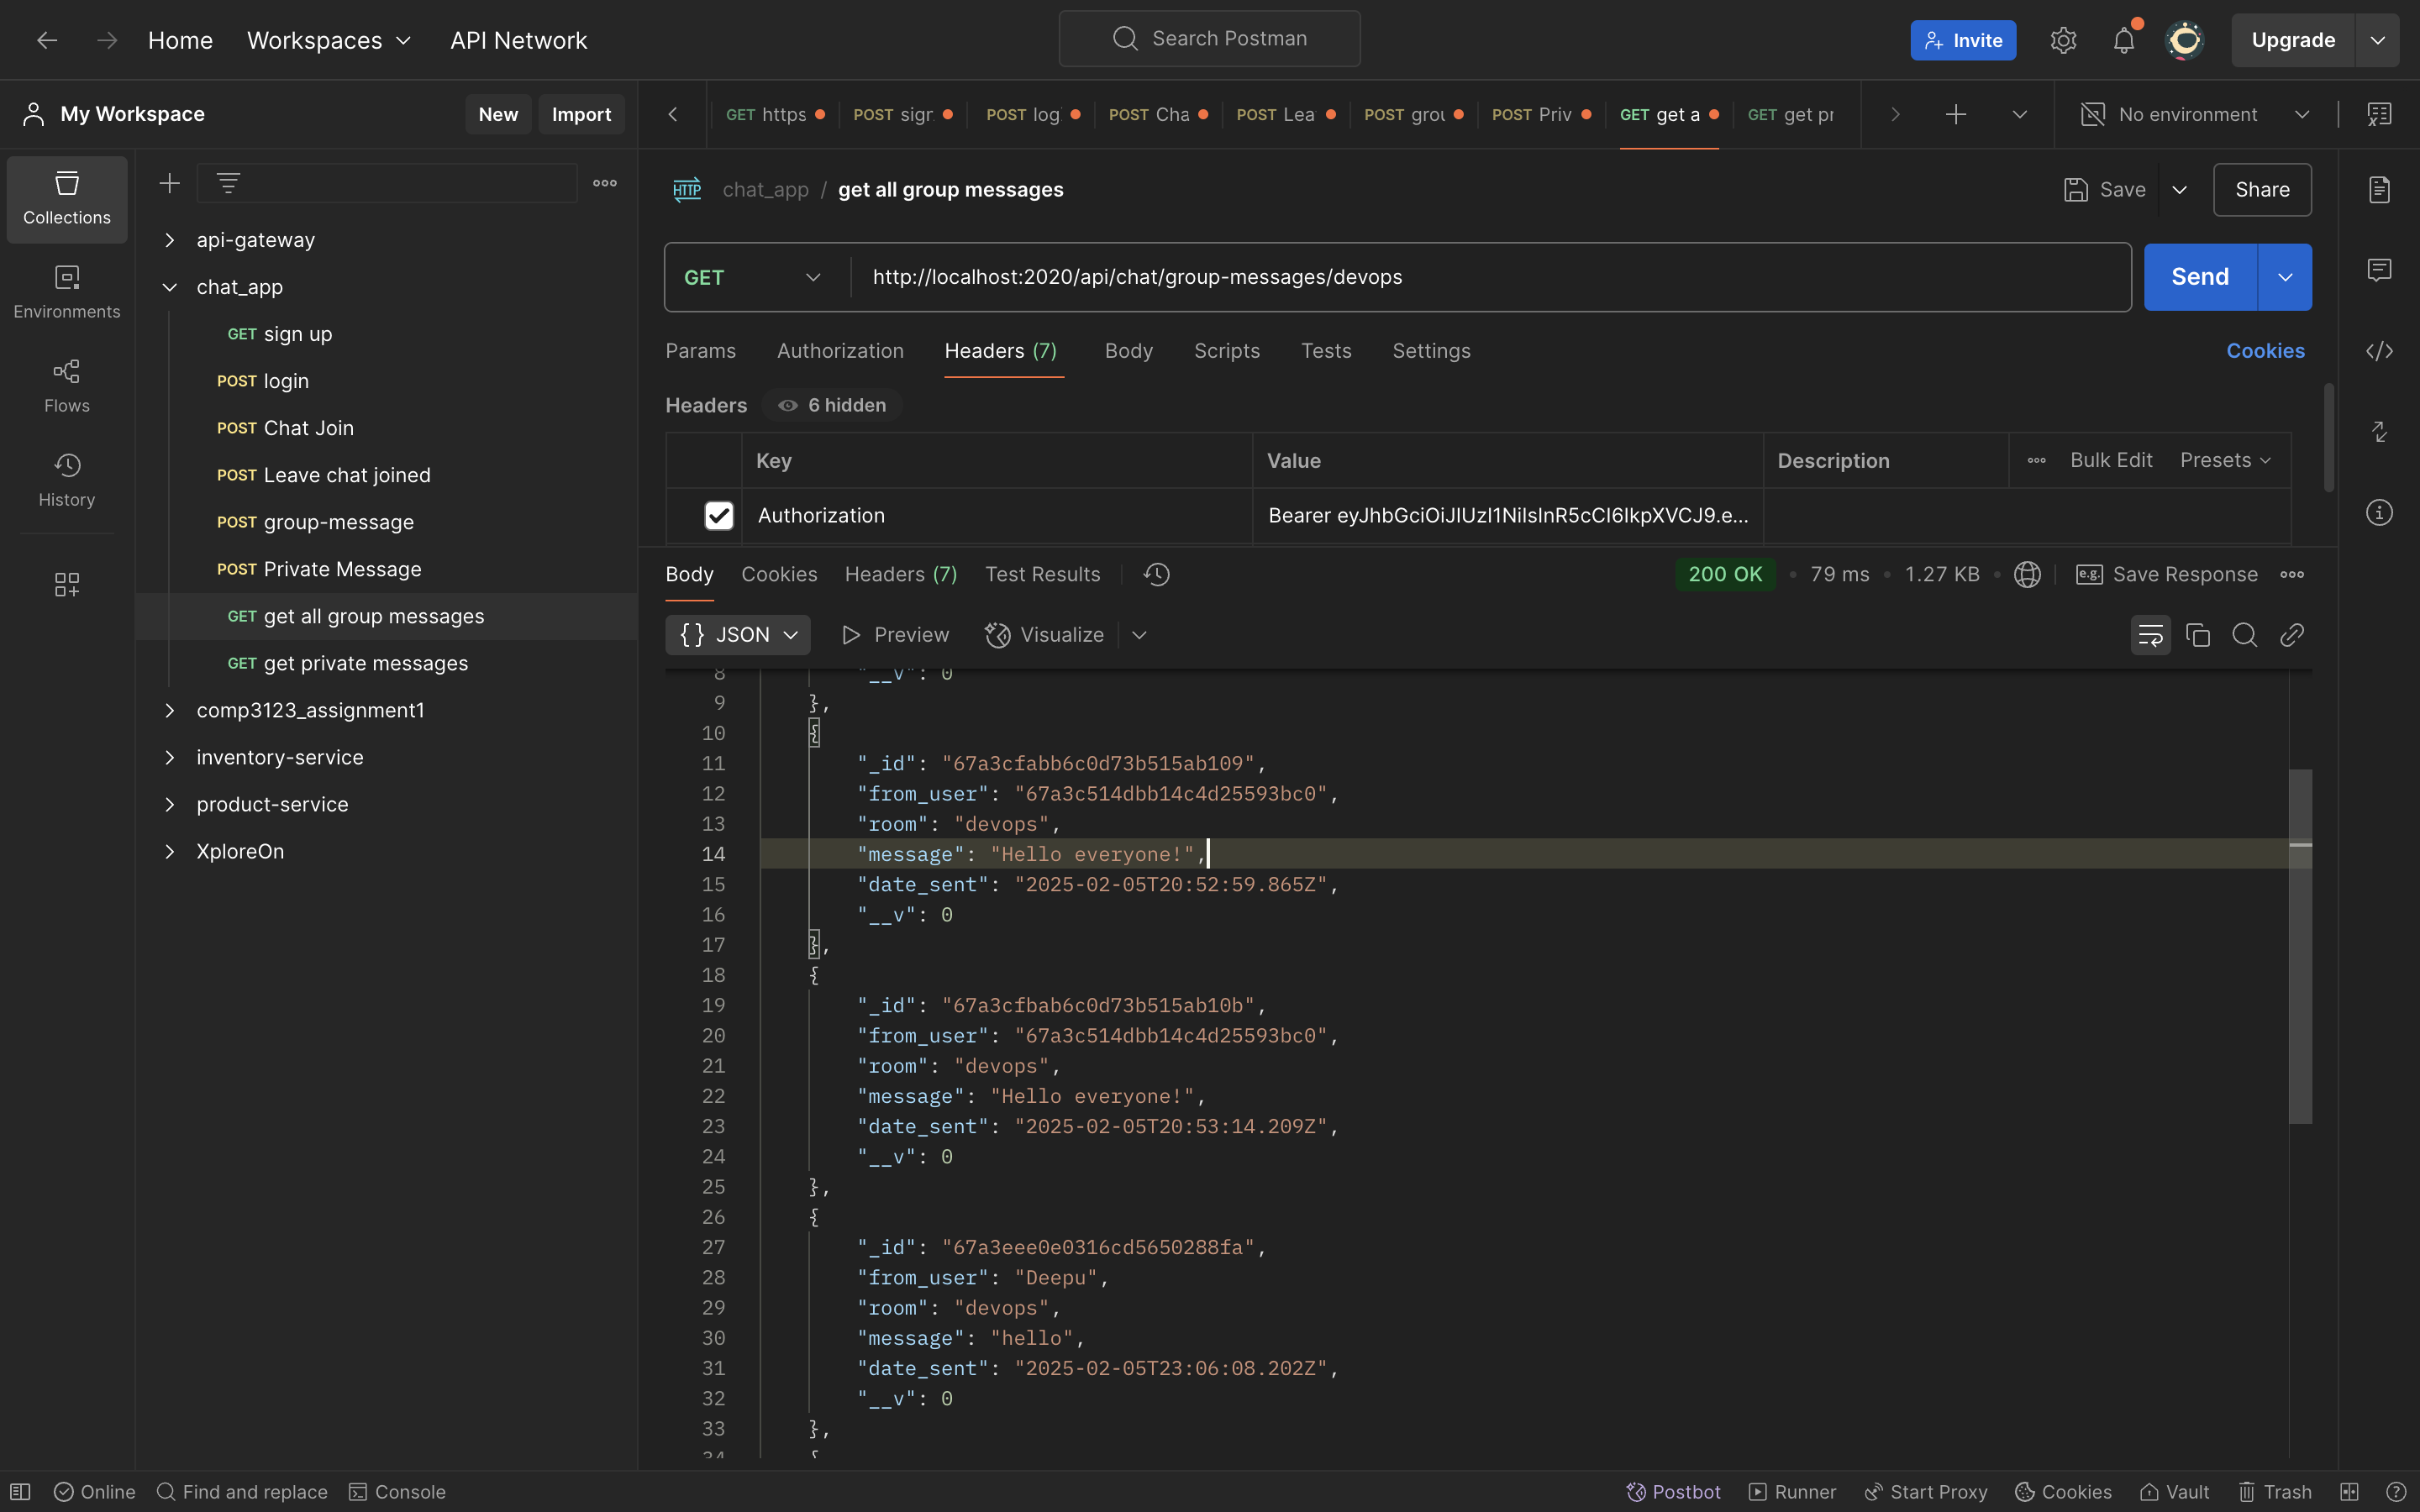 Home Workspaces API Network Search Postman Invite Upgrade
My Workspace New Import GET https POST sigr POST log POST Cha POST Lea POST grou POST Priv GET get a GET get pr No environment
Collections
Environments
Flows
History
api-gateway
chat_app
GET sign up
POST login
POST Chat Join
POST Leave chat joined
POST group-message
POST Private Message
GET get all group messages
GET get private messages
comp3123_assignment1
inventory-service
product-service
XploreOn
HTTP chat_app / get all group messages Save Share
GET http://localhost:2020/api/chat/group-messages/devops Send
Params Authorization Headers (7) Body Scripts Tests Settings Cookies
Headers 6 hidden
Key Value Description Bulk Edit Presets
Authorization Bearer eyJhbGciOiJIUzI1NiIsInR5cCI6IkpXVCJ9.e...
Body Cookies Headers (7) Test Results 200 OK 79 ms 1.27 KB e.g. Save Response
{} JSON Preview Visualize
8 "__v": 0
9 },
10 {
11 "_id": "67a3cfabb6c0d73b515ab109",
12 "from_user": "67a3c514dbb14c4d25593bc0",
13 "room": "devops",
14 "message": "Hello everyone!",
15 "date_sent": "2025-02-05T20:52:59.865Z",
16 "__v": 0
17 },
18 {
19 "_id": "67a3cfbab6c0d73b515ab10b",
20 "from_user": "67a3c514dbb14c4d25593bc0",
21 "room": "devops",
22 "message": "Hello everyone!",
23 "date_sent": "2025-02-05T20:53:14.209Z",
24 "__v": 0
25 },
26 {
27 "_id": "67a3eee0e0316cd5650288fa",
28 "from_user": "Deepu",
29 "room": "devops",
30 "message": "hello",
31 "date_sent": "2025-02-05T23:06:08.202Z",
32 "__v": 0
33 },
34 {
Online Find and replace Console Postbot Runner Start Proxy Cookies Vault Trash